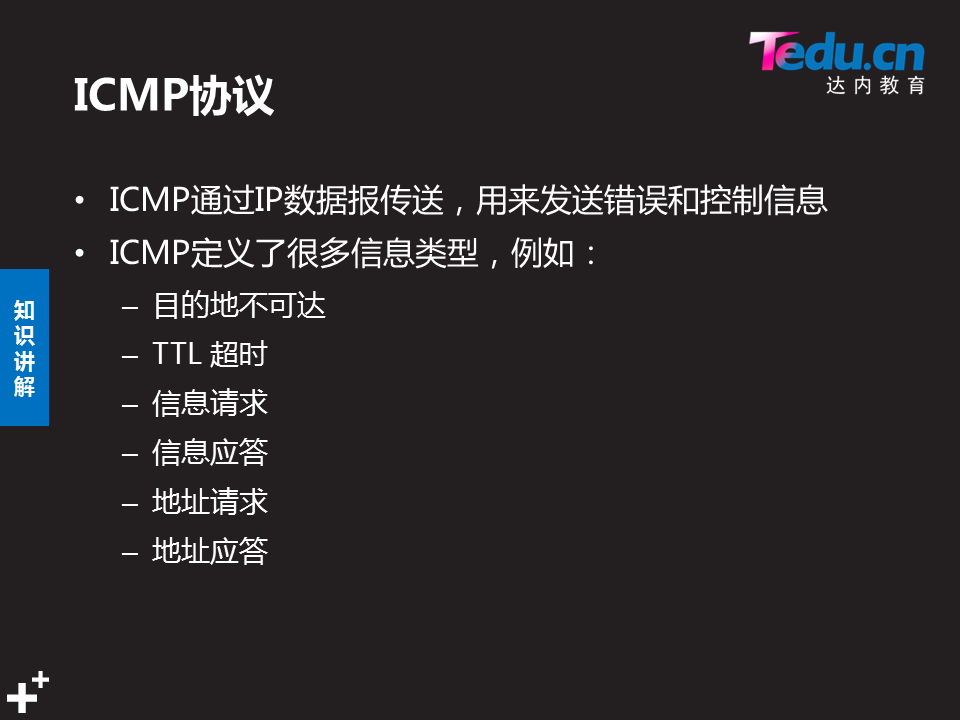 Tedu.cn
达内教育
ICMP协议
• ICMP通过IP数据报传送，用来发送错误和控制信息
• ICMP定义了很多信息类型，例如：
– 目的地不可达
– TTL 超时
– 信息请求
– 信息应答
– 地址请求
– 地址应答
知
识
讲
解